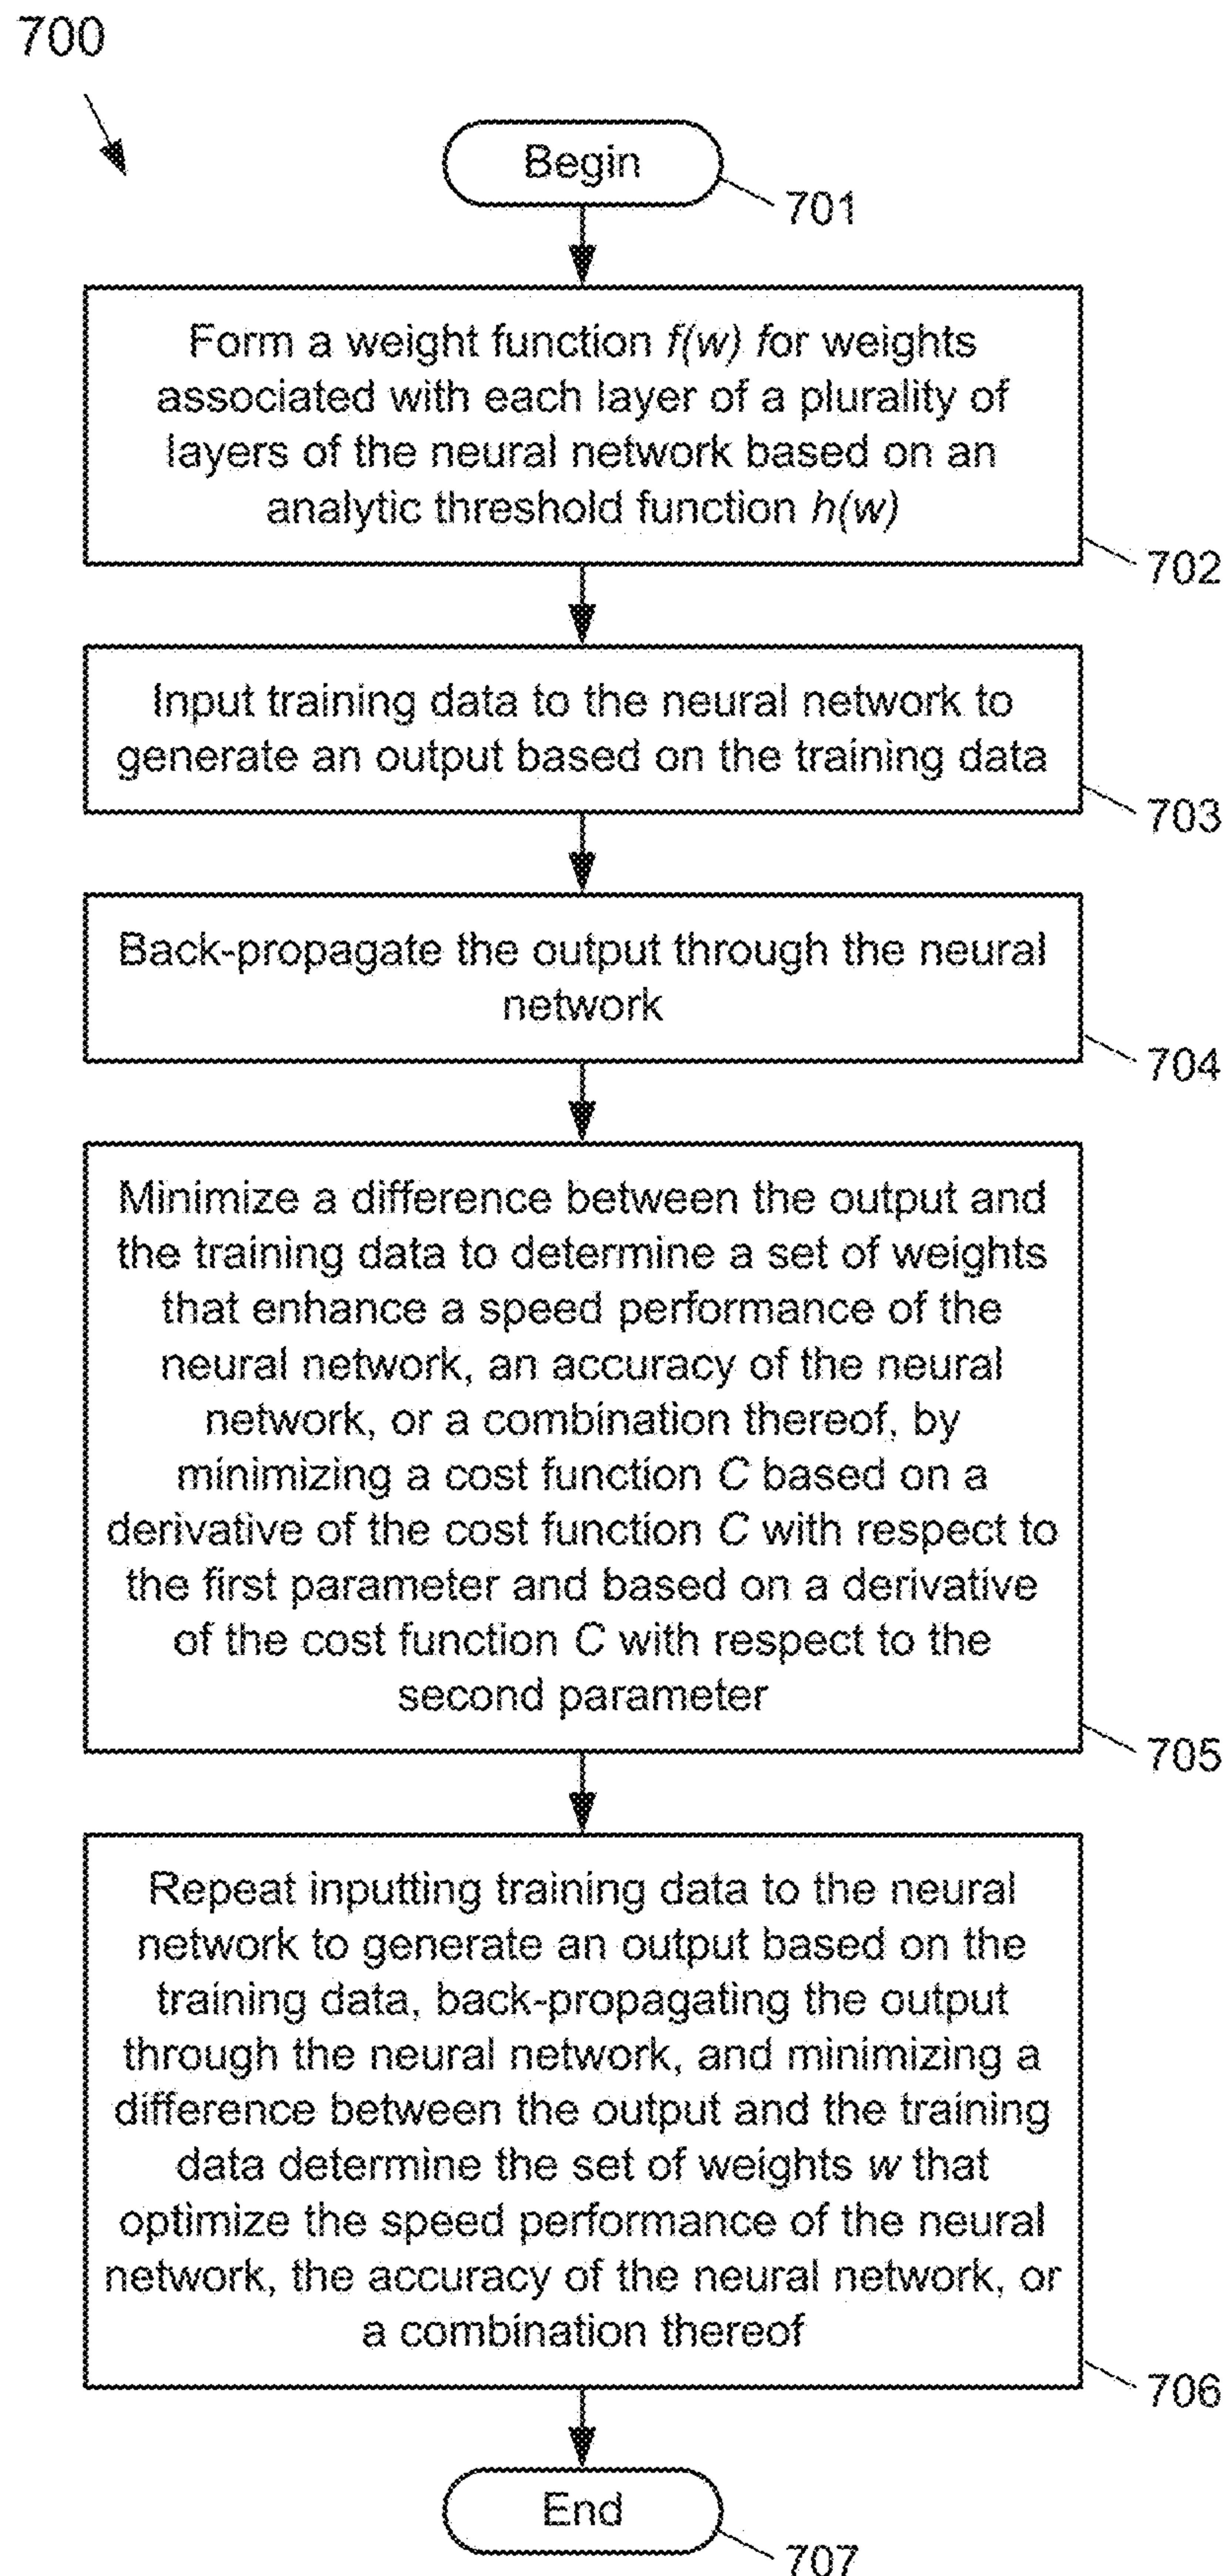 700
Begin
701
Form a weight function f(w) for weights
associated with each layer of a plurality of
layers of the neural network based on an
analytic threshold function h(w)
702
Input training data to the neural network to
generate an output based on the training data
703
Back-propagate the output through the neural
network
704
Minimize a difference between the output and
the training data to determine a set of weights
that enhance a speed performance of the
neural network, an accuracy of the neural
network, or a combination thereof, by
minimizing a cost function C based on a
derivative of the cost function C with respect to
the first parameter and based on a derivative
of the cost function C with respect to the
second parameter
705
Repeat inputting training data to the neural
network to generate an output based on the
training data, back-propagating the output
through the neural network, and minimizing a
difference between the output and the training
data determine the set of weights w that
optimize the speed performance of the neural
network, the accuracy of the neural network, or
a combination thereof
706
End
707